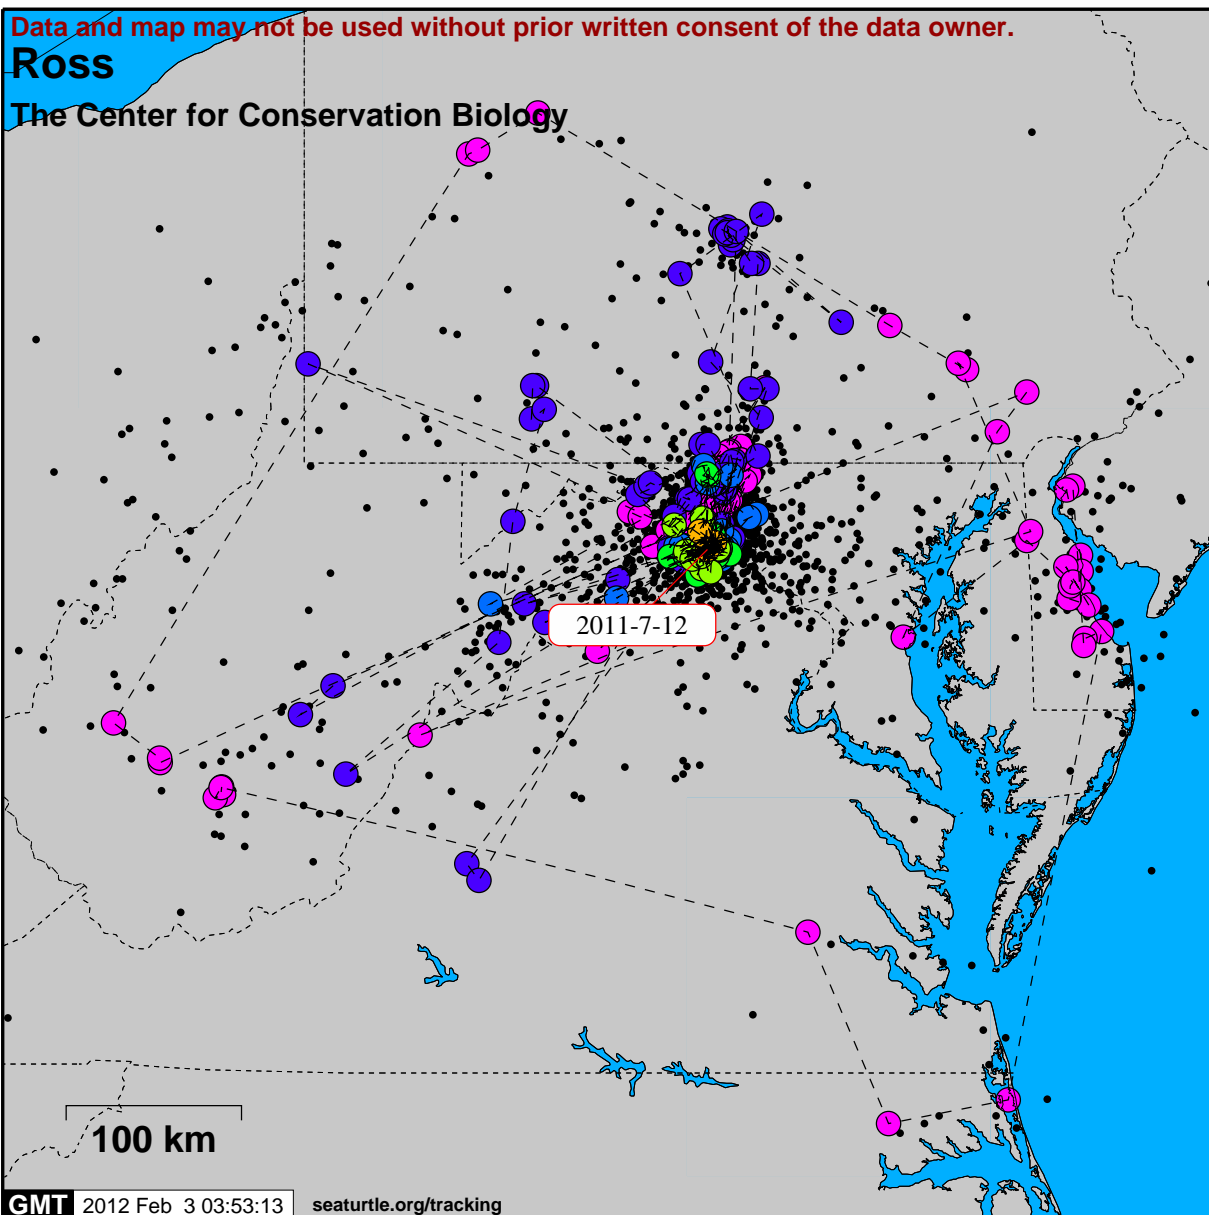 Data and map may not be used without prior written consent of the data owner.
Ross
The Center for Conservation Biology
2011-7-12
100 km
GMT 2012 Feb 3 03:53:13 seaturtle.org/tracking